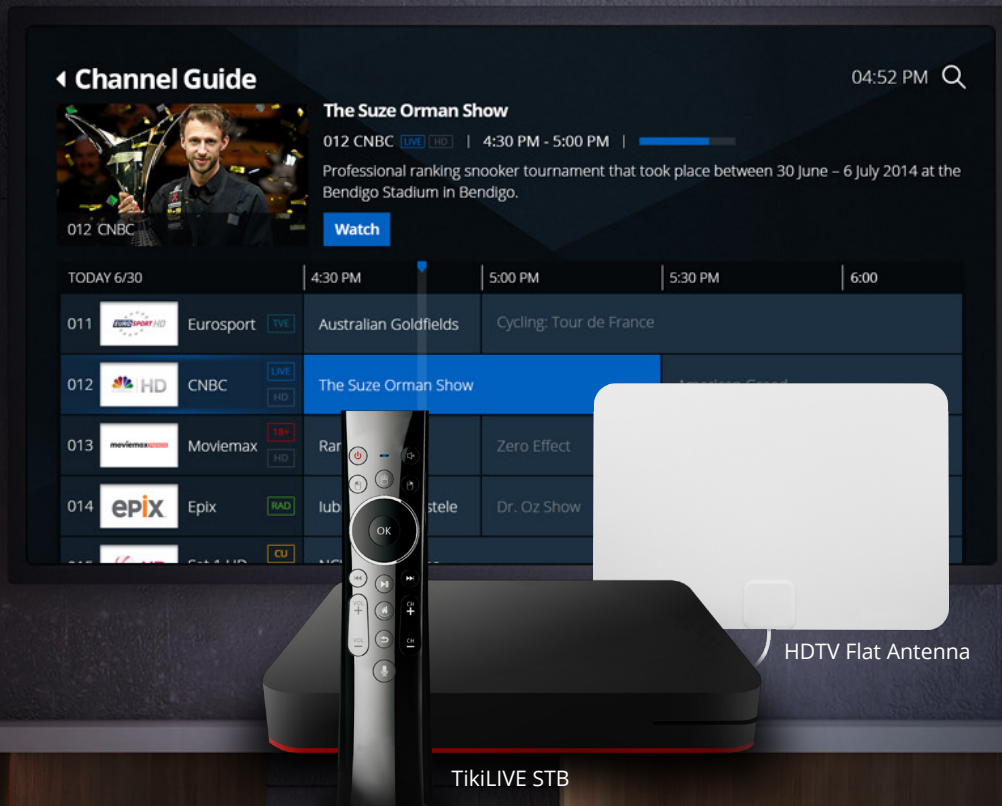 Channel Guide
04:52 PM
The Suze Orman Show
012 CNBC LIVE HD | 4:30 PM - 5:00 PM |
Professional ranking snooker tournament that took place between 30 June – 6 July 2014 at the
Bendigo Stadium in Bendigo.
012 CNBC
Watch
TODAY 6/30
4:30 PM
5:00 PM
5:30 PM
6:00
011 EUROSPORT HD Eurosport TVE Australian Goldfields Cycling: Tour de France
012 HD CNBC LIVE HD The Suze Orman Show
013 moviemax Moviemax 18+ HD Zero Effect
014 epix Epix RAD Dr. Oz Show
CU
OK
VOL
+
CH
+
VOL
CH
HDTV Flat Antenna
TikiLIVE STB